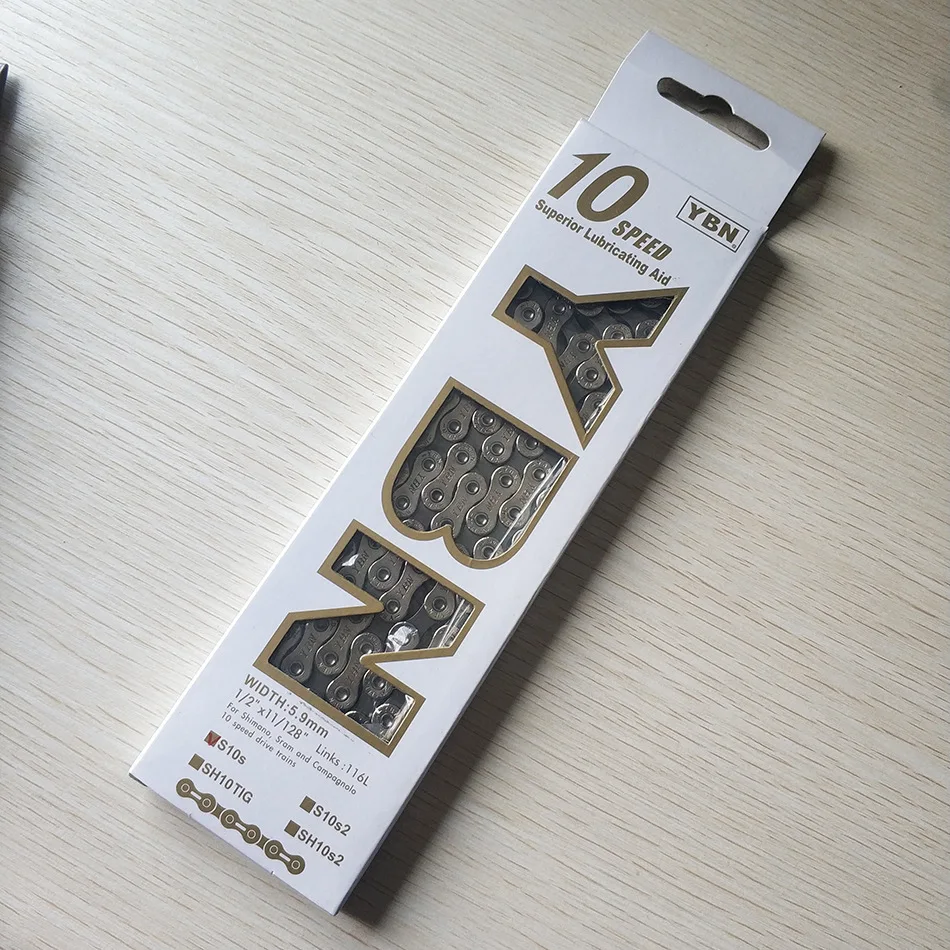 10 SPEED
YBN
Superior Lubricating Aid
YBN
WIDTH:5.9mm
1/2"x11/128" Links :116L
For Shimano, Sram and Campagnolo
10 speed drive trains
S10s
SH10TIG
S10s2
SH10s2